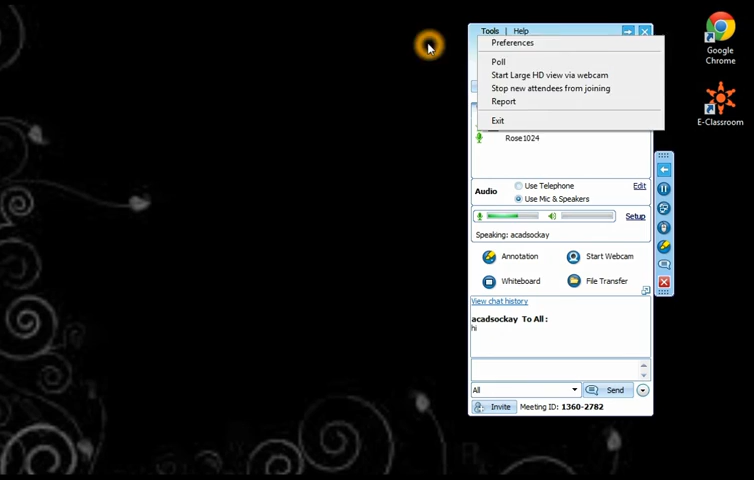 Tools | Help
Preferences
Poll
Start Large HD view via webcam
Stop new attendees from joining
Report
Exit
Rose1024
Audio
Use Telephone
Edit
Use Mic & Speakers
Setup
Speaking: acadsockay
Annotation
Start Webcam
Whiteboard
File Transfer
View chat history
acadsockay To All :
hi
All
Send
Invite
Meeting ID: 1360-2782
Google
Chrome
E-Classroom